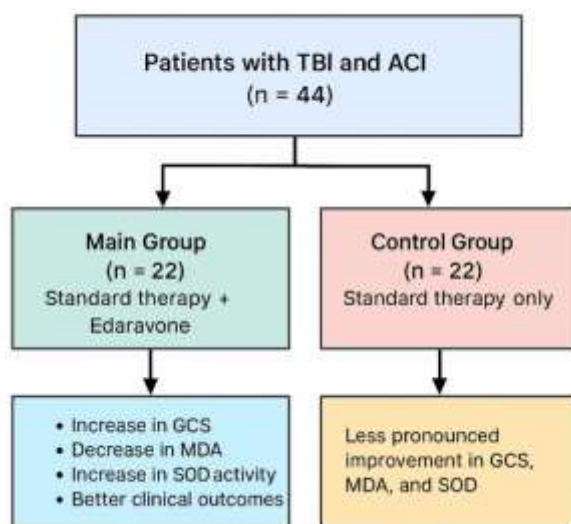 Patients with TBI and ACI
(n = 44)
Main Group
(n = 22)
Standard therapy +
Edaravone
Control Group
(n = 22)
Standard therapy only
• Increase in GCS
• Decrease in MDA
• Increase in SOD activity
• Better clinical outcomes
Less pronounced
improvement in GCS,
MDA, and SOD